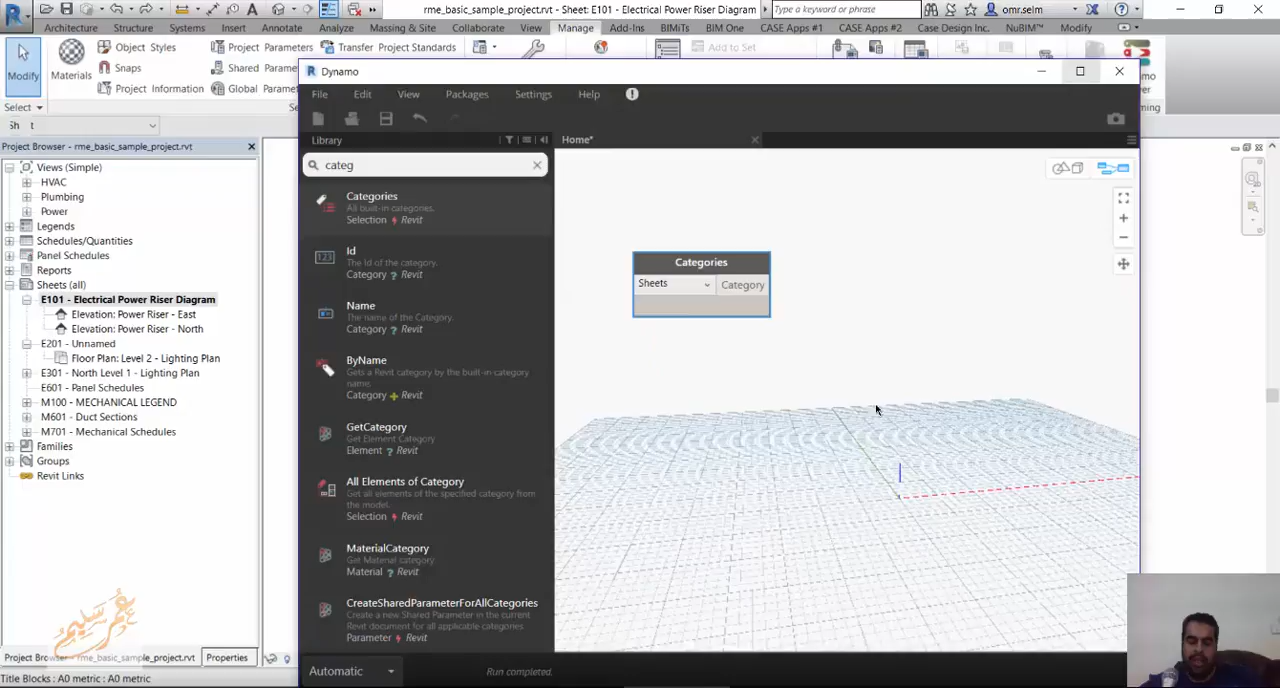 rme_basic_sample_project.rvt - Sheet: E101 - Electrical Power Riser Diagram
Type a keyword or phrase
omr.selm
Architecture Structure Systems Insert Annotate Analyze Massing & Site Collaborate View Manage Add-Ins BIMiTs BIM One CASE Apps #1 CASE Apps #2 Case Design Inc. NuBIM™ Modify
Modify
Materials
Object Styles
Snaps
Project Information
Project Parameters
Shared Parame
Global Paramet
Transfer Project Standards
Add to Set
Select
Project Browser - rme_basic_sample_project.rvt
Views (Simple)
HVAC
Plumbing
Power
Legends
Schedules/Quantities
Panel Schedules
Reports
Sheets (all)
E101 - Electrical Power Riser Diagram
Elevation: Power Riser - East
Elevation: Power Riser - North
E201 - Unnamed
Floor Plan: Level 2 - Lighting Plan
E301 - North Level 1 - Lighting Plan
E601 - Panel Schedules
M100 - MECHANICAL LEGEND
M601 - Duct Sections
M701 - Mechanical Schedules
Families
Groups
Revit Links
Project Browser - rme_basic_sample_project.rvt
Properties
Title Blocks : A0 metric : A0 metric
Dynamo
File Edit View Packages Settings Help
Library
Home*
categ
Categories
All built-in categories.
Selection Revit
Id
The Id of the category.
Category ? Revit
Name
The name of the Category.
Category ? Revit
ByName
Gets a Revit category by the built-in category
name.
Category + Revit
GetCategory
Get Element Category
Element ? Revit
All Elements of Category
Get all elements of the specified category from
the model.
Selection Revit
MaterialCategory
Get Material category
Material ? Revit
CreateSharedParameterForAllCategories
Create a new Shared Parameter in the current
Revit document for all applicable categories
Parameter Revit
Categories
Sheets
Category
Automatic
Run completed.